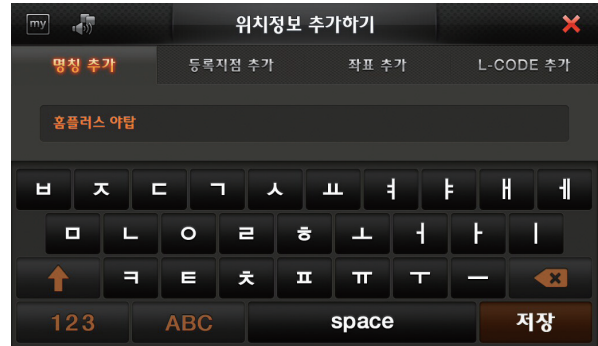 my 위치정보 추가하기
명칭 추가 등록지점 추가 좌표 추가 L-CODE 추가
홈플러스 야탑
ㅂ ㅈ ㄷ ㄱ ㅅ ㅛ ㅕ ㅑ ㅐ ㅔ
ㅁ ㄴ ㅇ ㄹ ㅎ ㅗ ㅓ ㅏ ㅣ
ㅋ ㅌ ㅊ ㅍ ㅠ ㅜ ㅡ
123 ABC space 저장